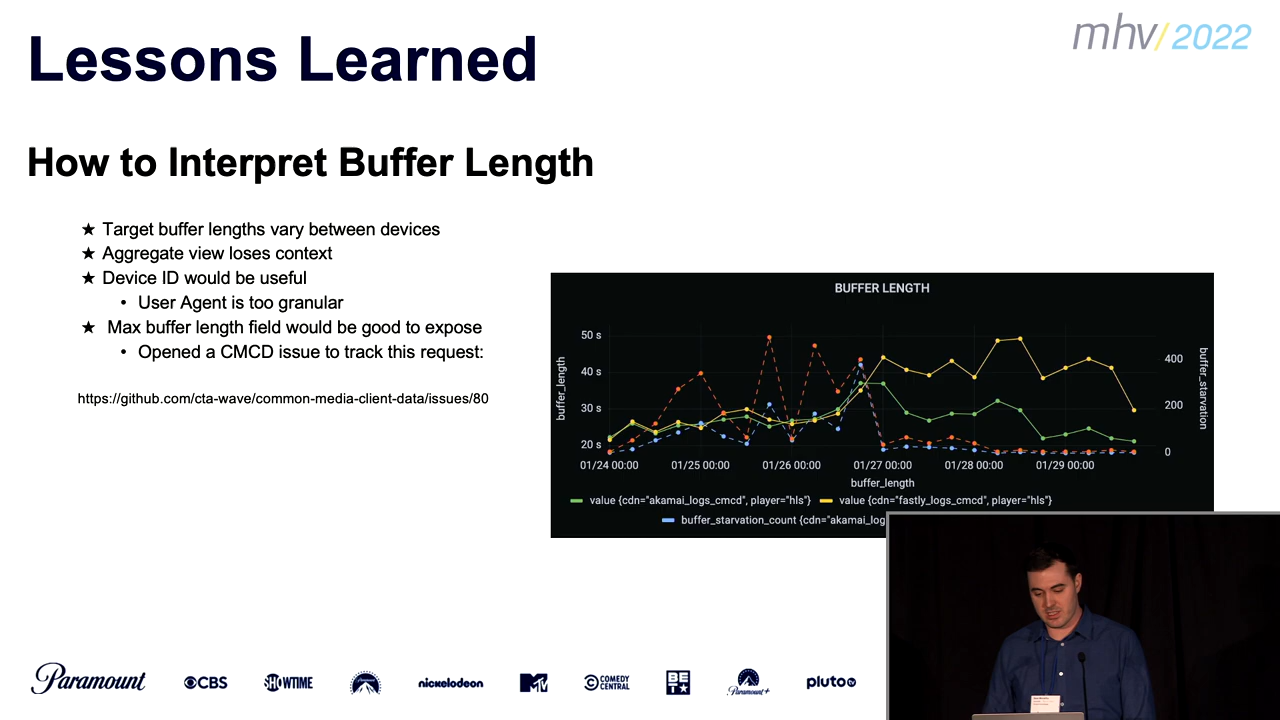 Lessons Learned
mhv/2022
How to Interpret Buffer Length
★ Target buffer lengths vary between devices
★ Aggregate view loses context
★ Device ID would be useful
• User Agent is too granular
★ Max buffer length field would be good to expose
• Opened a CMCD issue to track this request:
https://github.com/cta-wave/common-media-client-data/issues/80
BUFFER LENGTH
buffer_length
50 s
40 s
30 s
20 s
400
200
0
buffer_starvation
01/24 00:00 01/25 00:00 01/26 00:00 01/27 00:00 01/28 00:00 01/29 00:00
buffer_length
value {cdn="akamai_logs_cmcd", player="hls"} value {cdn="fastly_logs_cmcd", player="hls"}
buffer_starvation_count {cdn="akamai_log
Paramount CBS SHOWTIME Paramount nickelodeon MTV COMEDY CENTRAL BET★ Paramount+ pluto tv